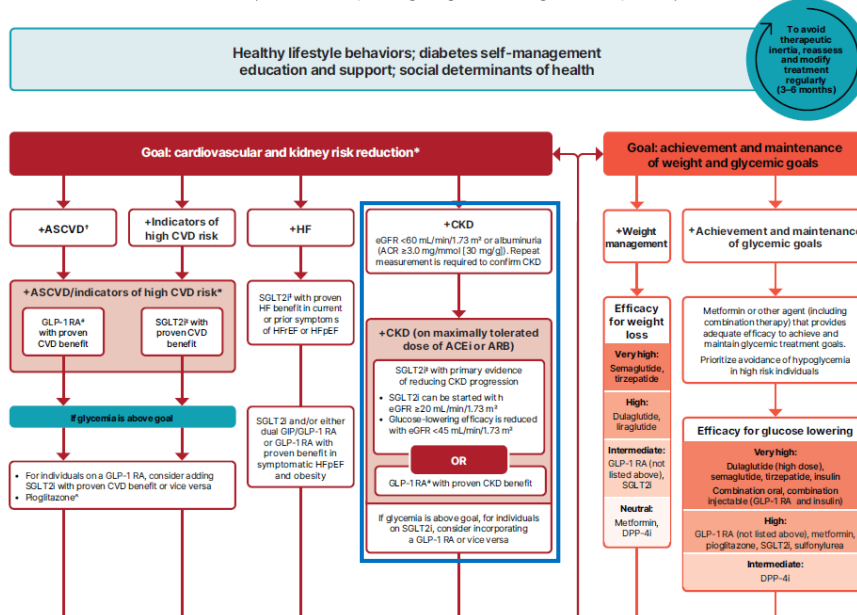 Healthy lifestyle behaviors; diabetes self-management
education and support; social determinants of health
To avoid
therapeutic
inertia, reassess
and modify
treatment
regularly
(3–6 months)
Goal: cardiovascular and kidney risk reduction*
Goal: achievement and maintenance
of weight and glycemic goals
+ASCVD†
+Indicators of
high CVD risk
+HF
+CKD
eGFR <60 mL/min/1.73 m² or albuminuria
(ACR ≥3.0 mg/mmol [30 mg/g]). Repeat
measurement is required to confirm CKD
+Weight
management
+Achievement and maintenance
of glycemic goals
+ASCVD/indicators of high CVD risk*
GLP-1 RA#
with proven
CVD benefit
SGLT2i§ with
proven CVD
benefit
SGLT2i‡ with proven
HF benefit in current
or prior symptoms
of HFrEF or HFpEF
+CKD (on maximally tolerated
dose of ACEi or ARB)
SGLT2i§ with primary evidence
of reducing CKD progression
• SGLT2i can be started with
eGFR ≥20 mL/min/1.73 m²
• Glucose-lowering efficacy is reduced
with eGFR <45 mL/min/1.73 m²
OR
GLP-1 RA# with proven CKD benefit
If glycemia is above goal, for individuals
on SGLT2i, consider incorporating
a GLP-1 RA or vice versa
If glycemia is above goal
• For individuals on a GLP-1 RA, consider adding
SGLT2i with proven CVD benefit or vice versa
• Pioglitazone^
SGLT2i and/or either
dual GIP/GLP-1 RA
or GLP-1 RA with
proven benefit in
symptomatic HFpEF
and obesity
Efficacy
for weight
loss
Very high:
Semaglutide,
tirzepatide
High:
Dulaglutide,
liraglutide
Intermediate:
GLP-1 RA (not
listed above),
SGLT2i
Neutral:
Metformin,
DPP-4i
Metformin or other agent (including
combination therapy) that provides
adequate efficacy to achieve and
maintain glycemic treatment goals.
Prioritize avoidance of hypoglycemia
in high risk individuals
Efficacy for glucose lowering
Very high:
Dulaglutide (high dose),
semaglutide, tirzepatide, insulin
Combination oral, combination
injectable (GLP-1 RA and insulin)
High:
GLP-1 RA (not listed above), metformin,
pioglitazone, SGLT2i, sulfonylurea
Intermediate:
DPP-4i